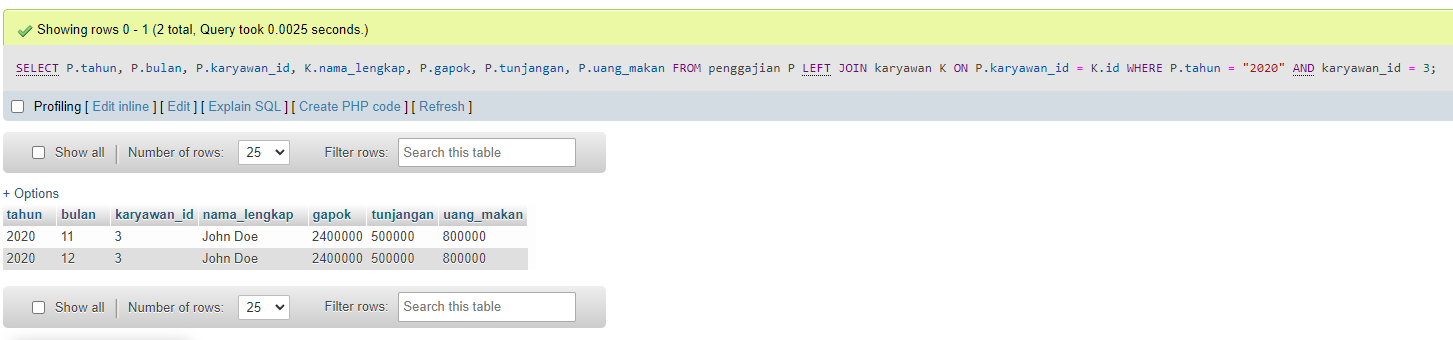 Showing rows 0 - 1 (2 total, Query took 0.0025 seconds.)
SELECT P.tahun, P.bulan, P.karyawan_id, K.nama_lengkap, P.gapok, P.tunjangan, P.uang_makan FROM penggajian P LEFT JOIN karyawan K ON P.karyawan_id = K.id WHERE P.tahun = "2020" AND karyawan_id = 3;
Profiling [ Edit inline ] [ Edit ] [ Explain SQL ] [ Create PHP code ] [ Refresh ]
Show all | Number of rows: 25 Filter rows: Search this table
+ Options
tahun bulan karyawan_id nama_lengkap gapok tunjangan uang_makan
2020 11 3 John Doe 2400000 500000 800000
2020 12 3 John Doe 2400000 500000 800000
Show all | Number of rows: 25 Filter rows: Search this table